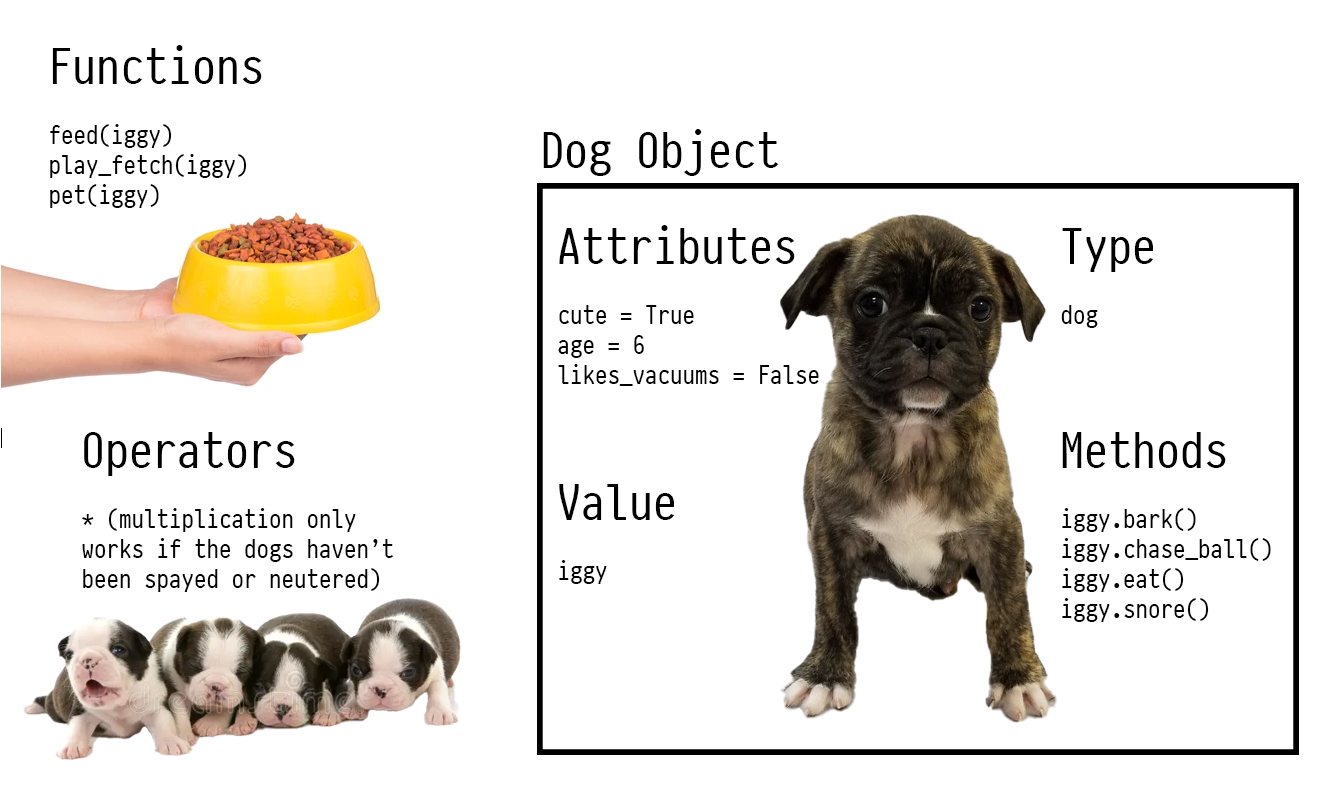 Functions
feed(iggy)
play_fetch(iggy)
pet(iggy)
Operators
* (multiplication only
works if the dogs haven’t
been spayed or neutered)
dreamstime
Dog Object
Attributes
cute = True
age = 6
likes_vacuums = False
Value
iggy
Type
dog
Methods
iggy.bark()
iggy.chase_ball()
iggy.eat()
iggy.snore()